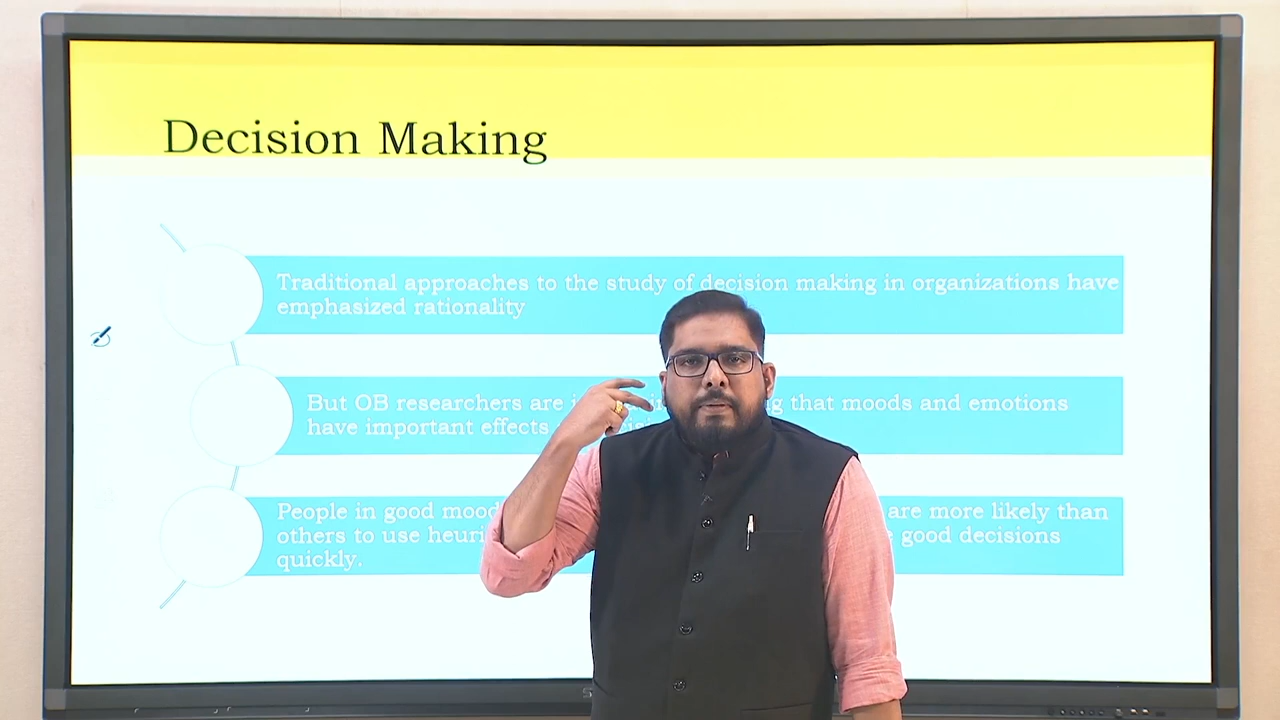 Decision Making
Traditional approaches to the study of decision making in organizations have
emphasized rationality
But OB researchers are that moods and emotions
have important effects
People in good mood are more likely than
others to use good decisions
quickly.